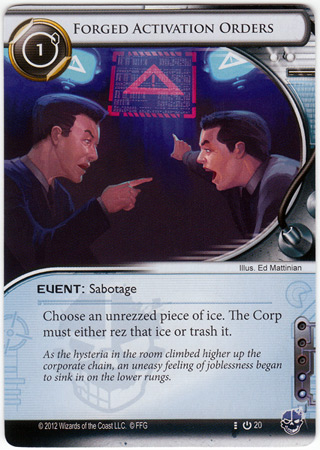 FORGED ACTIVATION ORDERS
1
Illus. Ed Mattinian
EVENT: Sabotage
Choose an unrezzed piece of ice. The Corp
must either rez that ice or trash it.
As the hysteria in the room climbed higher up the
corporate chain, an uneasy feeling of joblessness began
to sink in on the lower rungs.
© 2012 Wizards of the Coast LLC. © FFG
20